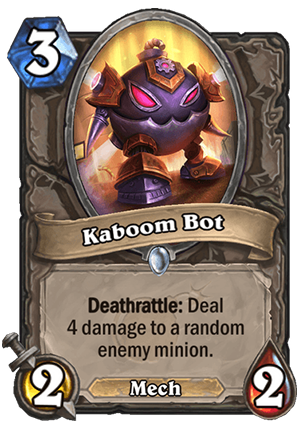 3
Kaboom Bot
Deathrattle: Deal
4 damage to a random
enemy minion.
2
Mech
2